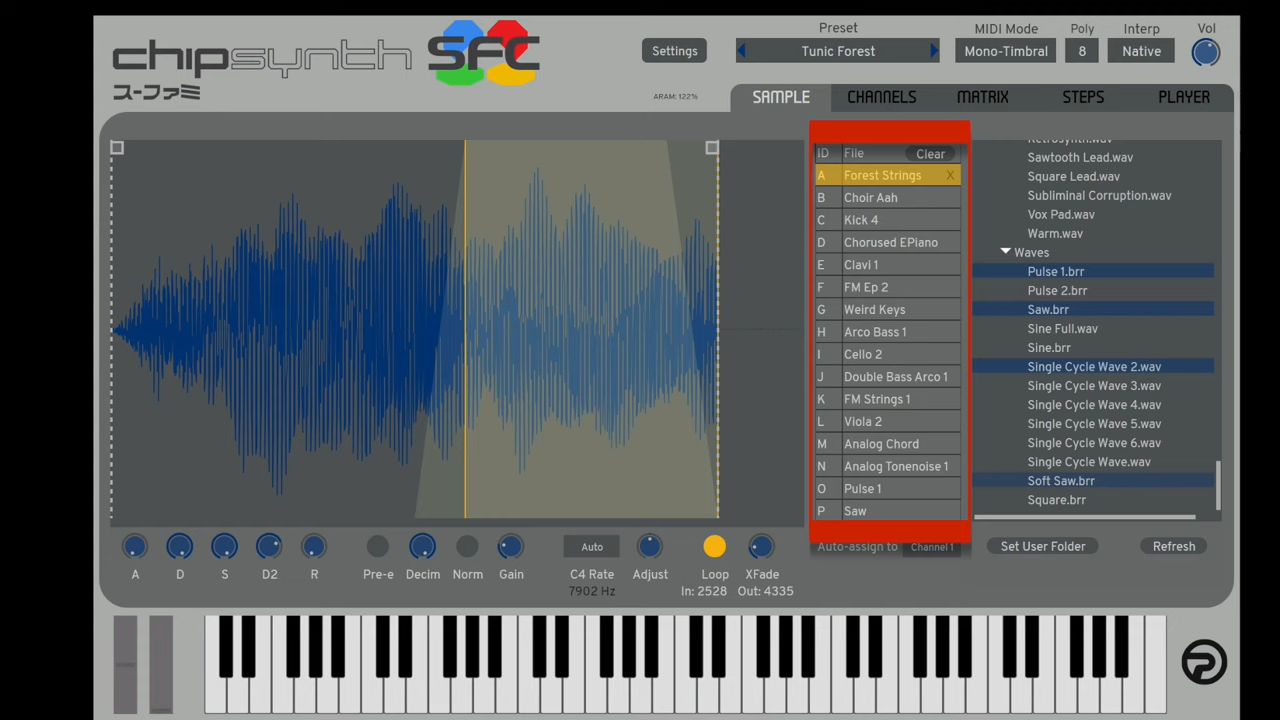 chipsynth SFC
スーファミ
Settings
Preset
Tunic Forest
MIDI Mode
Mono-Timbral
Poly
8
Interp
Native
Vol
ARAM: 122%
SAMPLE
CHANNELS
MATRIX
STEPS
PLAYER
ID File Clear
A Forest Strings X
B Choir Aah
C Kick 4
D Chorused EPiano
E Clavi 1
F FM Ep 2
G Weird Keys
H Arco Bass 1
I Cello 2
J Double Bass Arco 1
K FM Strings 1
L Viola 2
M Analog Chord
N Analog Tonenoise 1
O Pulse 1
P Saw
Retrosynth.wav
Sawtooth Lead.wav
Square Lead.wav
Subliminal Corruption.wav
Vox Pad.wav
Warm.wav
Waves
Pulse 1.brr
Pulse 2.brr
Saw.brr
Sine Full.wav
Sine.brr
Single Cycle Wave 2.wav
Single Cycle Wave 3.wav
Single Cycle Wave 4.wav
Single Cycle Wave 5.wav
Single Cycle Wave 6.wav
Single Cycle Wave.wav
Soft Saw.brr
Square.brr
A
D
S
D2
R
Pre-e
Decim
Norm
Gain
Auto
C4 Rate
7902 Hz
Adjust
Loop
In: 2528
XFade
Out: 4335
Auto-assign to Channel 1
Set User Folder
Refresh